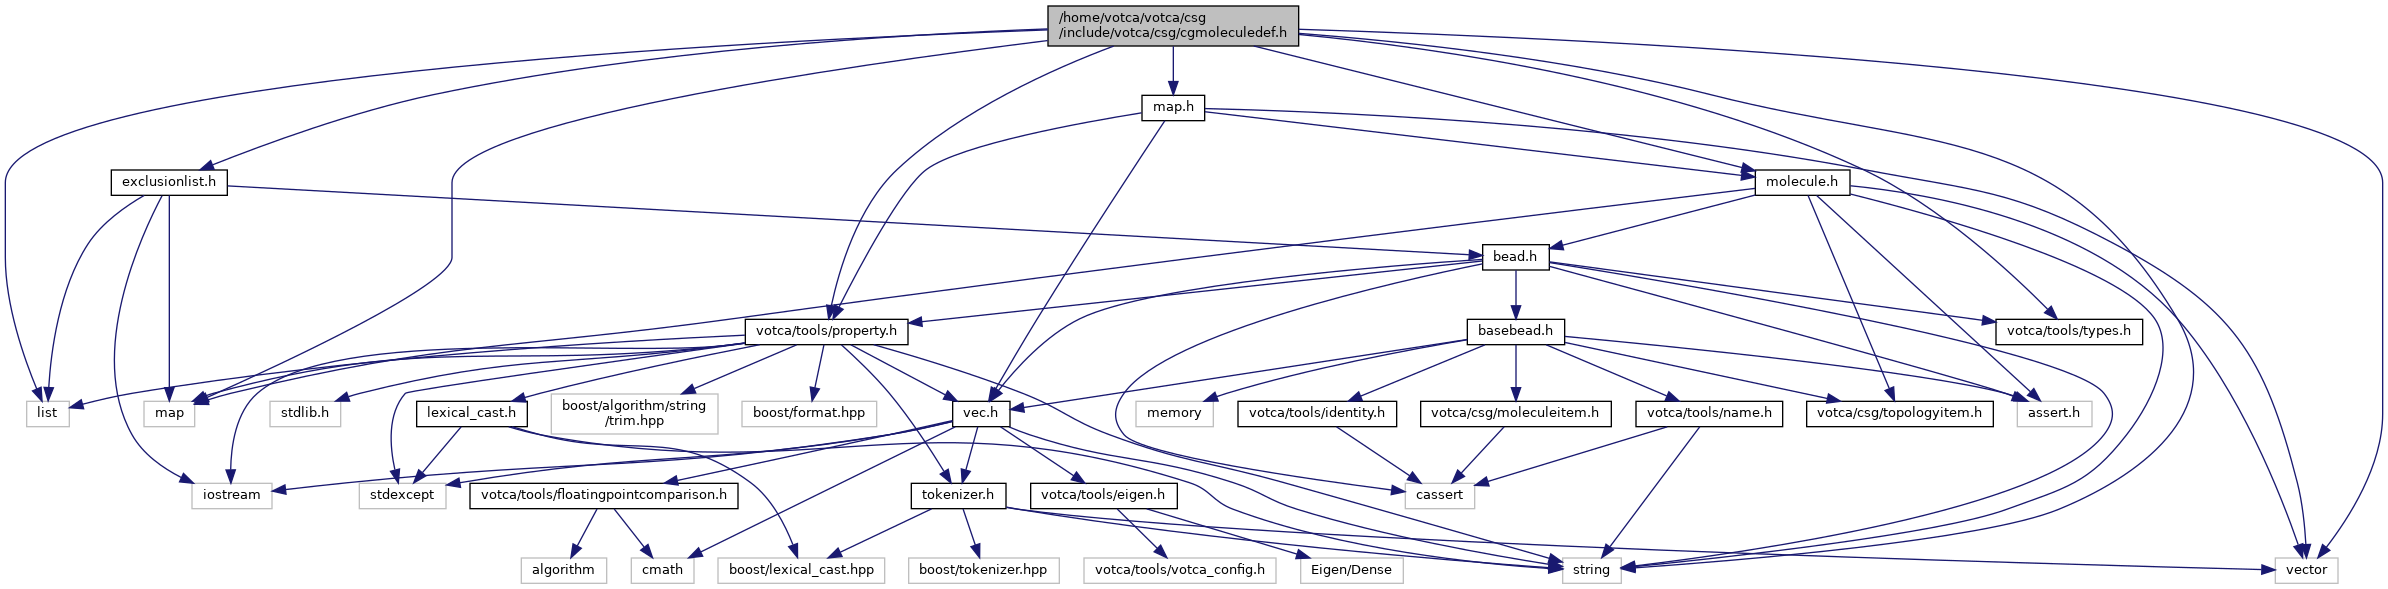 /home/votca/votca/csg
/include/votca/csg/cgmoleculedef.h
map.h
exclusionlist.h
molecule.h
bead.h
votca/tools/property.h
basebead.h
votca/tools/types.h
list
map
stdlib.h
lexical_cast.h
boost/algorithm/string
/trim.hpp
boost/format.hpp
vec.h
memory
votca/tools/identity.h
votca/csg/moleculeitem.h
votca/tools/name.h
votca/csg/topologyitem.h
assert.h
iostream
stdexcept
votca/tools/floatingpointcomparison.h
tokenizer.h
votca/tools/eigen.h
cassert
algorithm
cmath
boost/lexical_cast.hpp
boost/tokenizer.hpp
votca/tools/votca_config.h
Eigen/Dense
string
vector